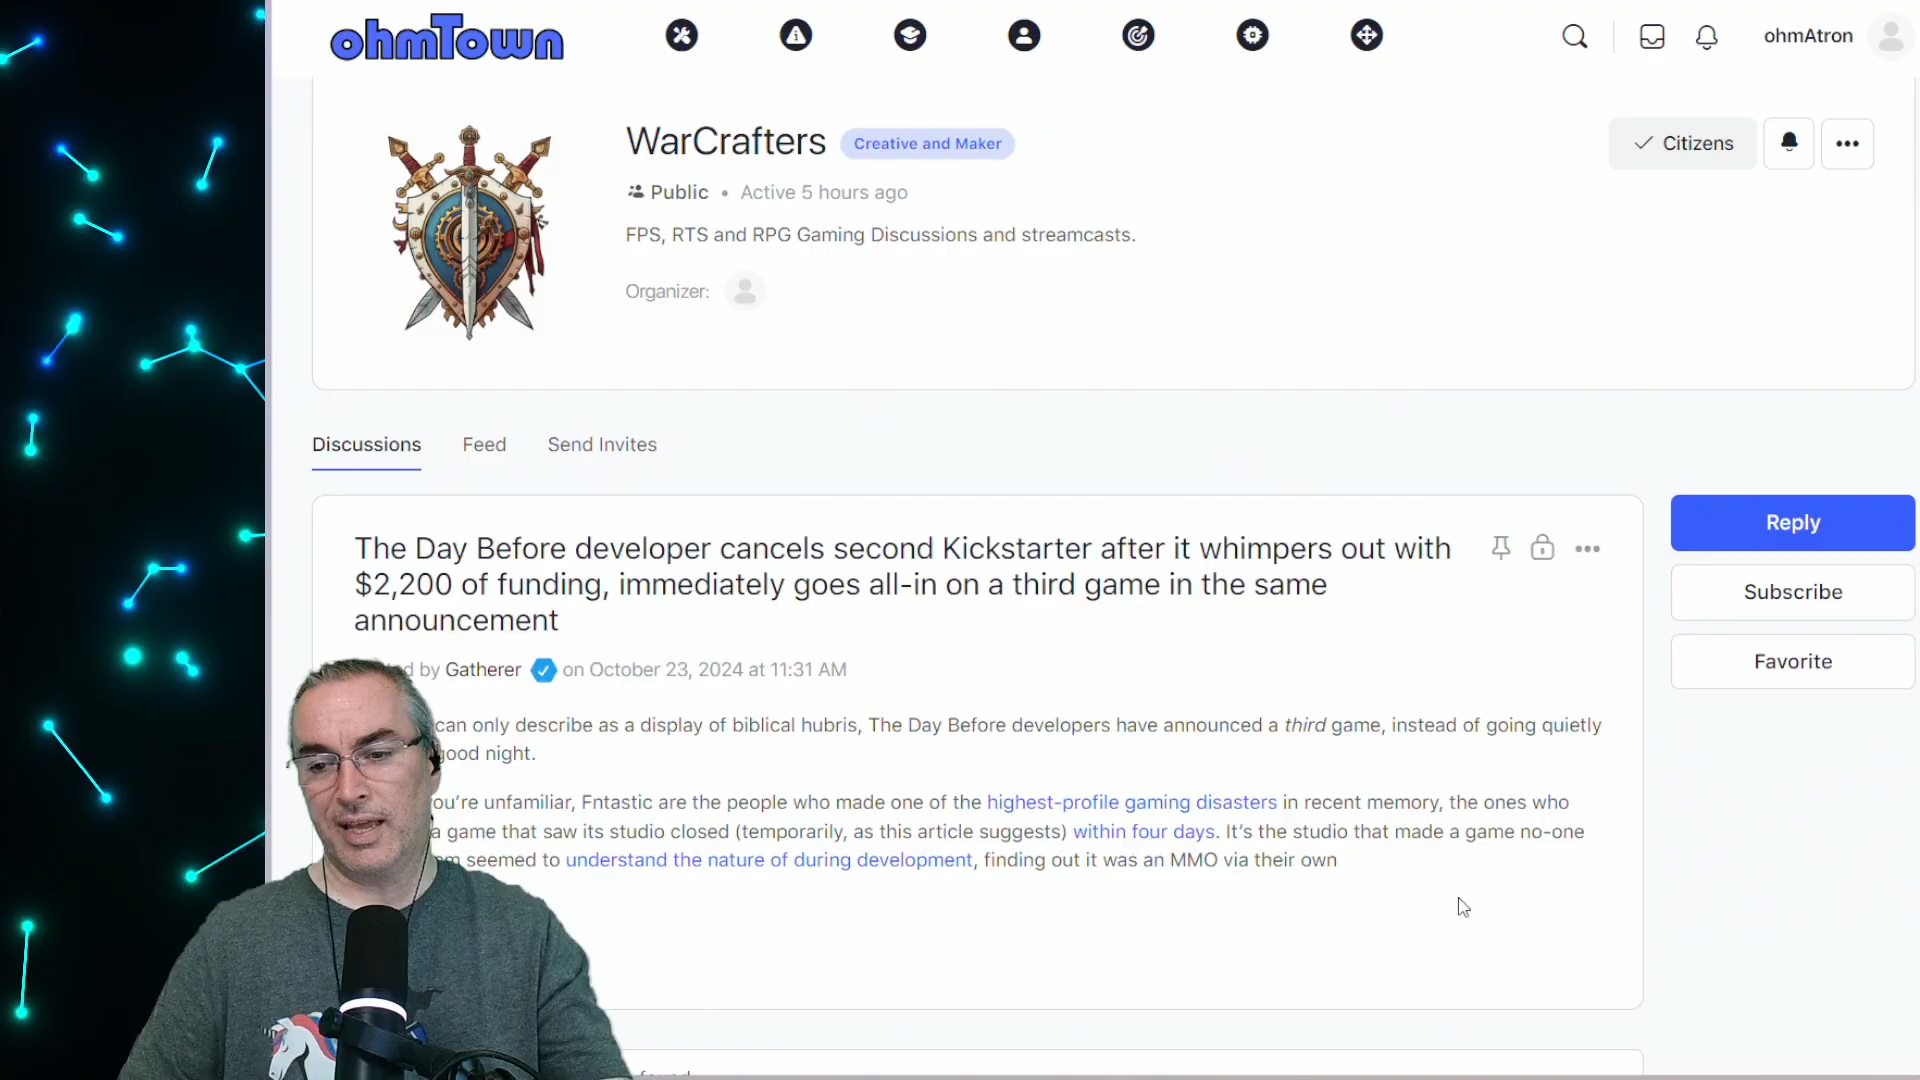 ohmTown
ohmAtron
WarCrafters Creative and Maker
Citizens
Public • Active 5 hours ago
FPS, RTS and RPG Gaming Discussions and streamcasts.
Organizer:
Discussions Feed Send Invites
The Day Before developer cancels second Kickstarter after it whimpers out with
$2,200 of funding, immediately goes all-in on a third game in the same
announcement
by Gatherer on October 23, 2024 at 11:31 AM
can only describe as a display of biblical hubris, The Day Before developers have announced a third game, instead of going quietly
good night.
you're unfamiliar, Fntastic are the people who made one of the highest-profile gaming disasters in recent memory, the ones who
a game that saw its studio closed (temporarily, as this article suggests) within four days. It's the studio that made a game no-one
seemed to understand the nature of during development, finding out it was an MMO via their own
Reply
Subscribe
Favorite